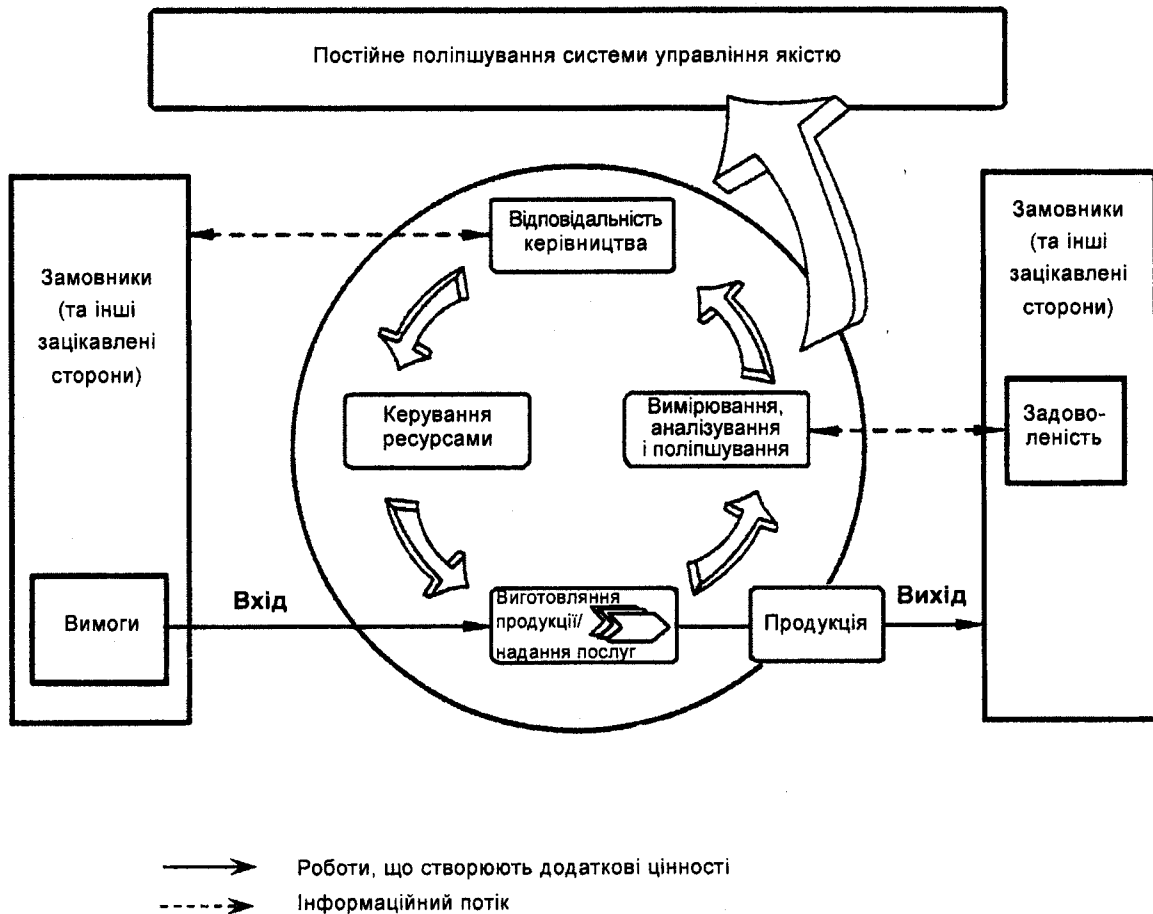 Постійне поліпшування системи управління якістю
Замовники
(та інші
зацікавлені
сторони)
Вимоги
Вхід
Відповідальність
керівництва
Керування
ресурсами
Вимірювання,
аналізування
і поліпшування
Виготовляння
продукції/
надання послуг
Продукція
Вихід
Замовники
(та інші
зацікавлені
сторони)
Задово-
леність
Роботи, що створюють додаткові цінності
Інформаційний потік